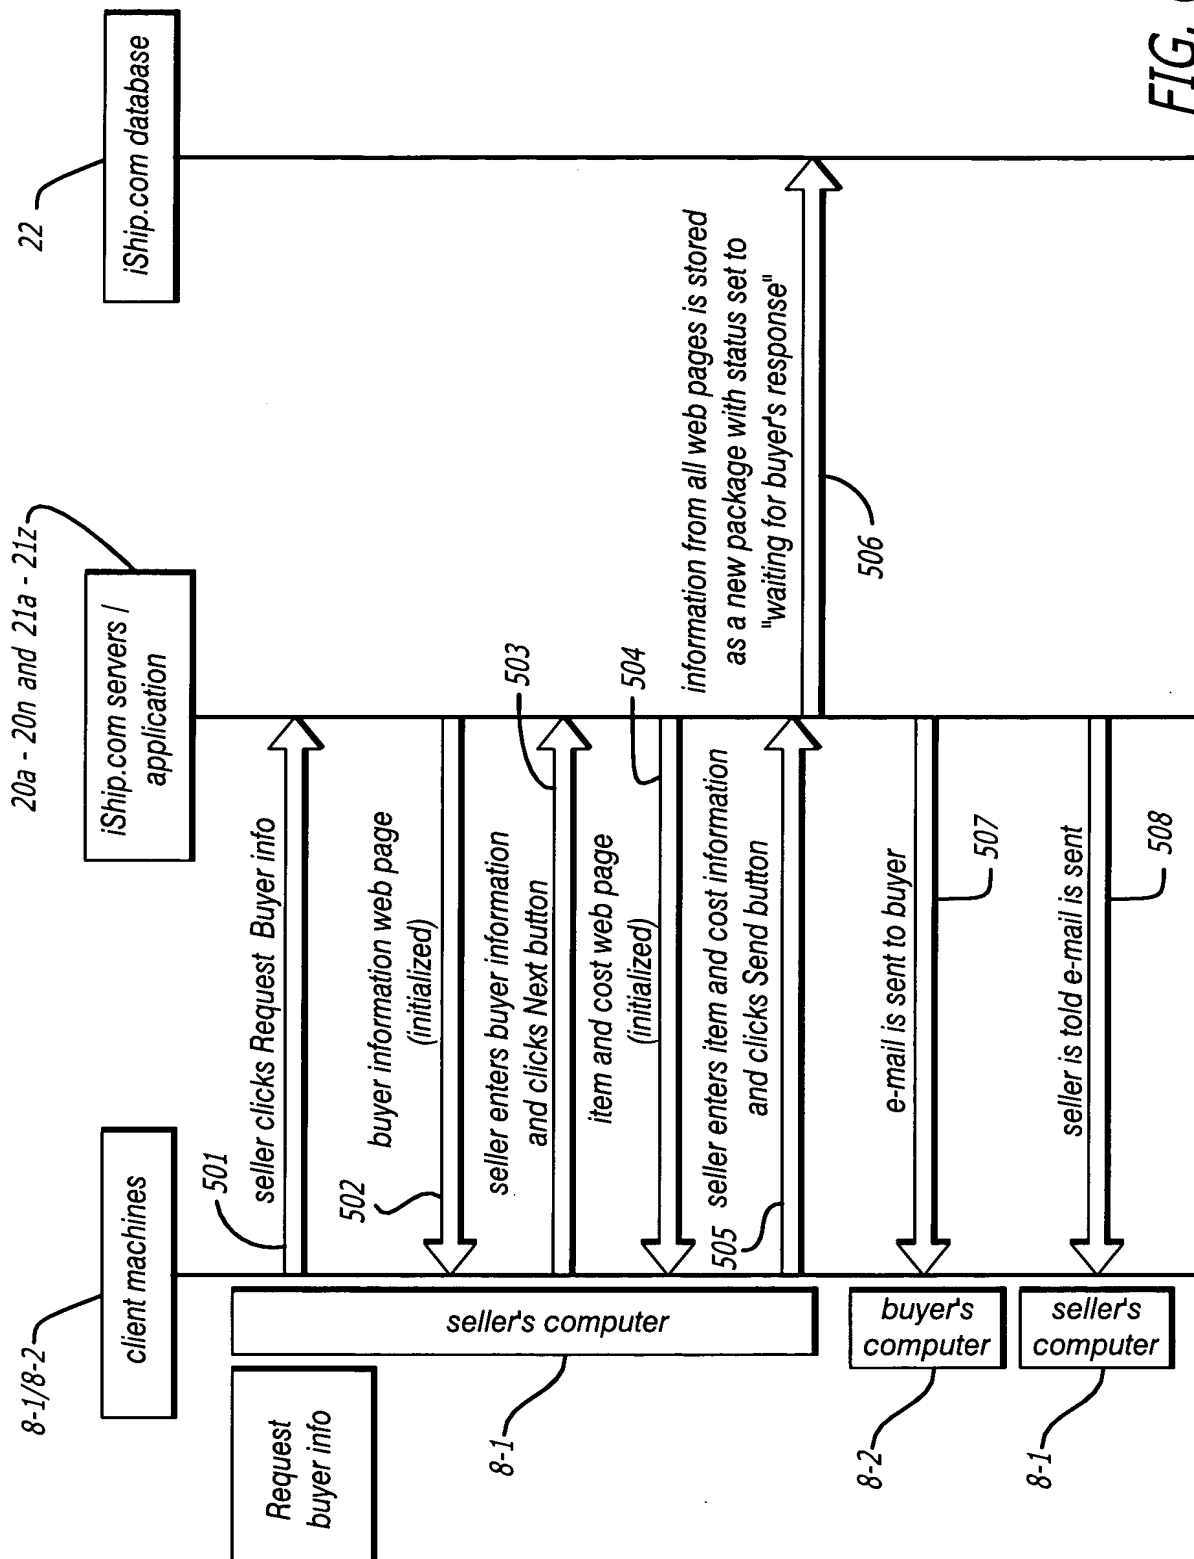 8-1/8-2
client machines
20a - 20n and 21a - 21z
iShip.com servers /
application
22
iShip.com database
Request
buyer info
seller's computer
8-1
501
seller clicks Request Buyer info
502
buyer information web page
(initialized)
seller enters buyer information
and clicks Next button
503
item and cost web page
(initialized)
504
505
seller enters item and cost information
and clicks Send button
information from all web pages is stored
as a new package with status set to
"waiting for buyer's response"
506
buyer's
computer
8-2
e-mail is sent to buyer
507
seller's
computer
8-1
seller is told e-mail is sent
508
FIG.